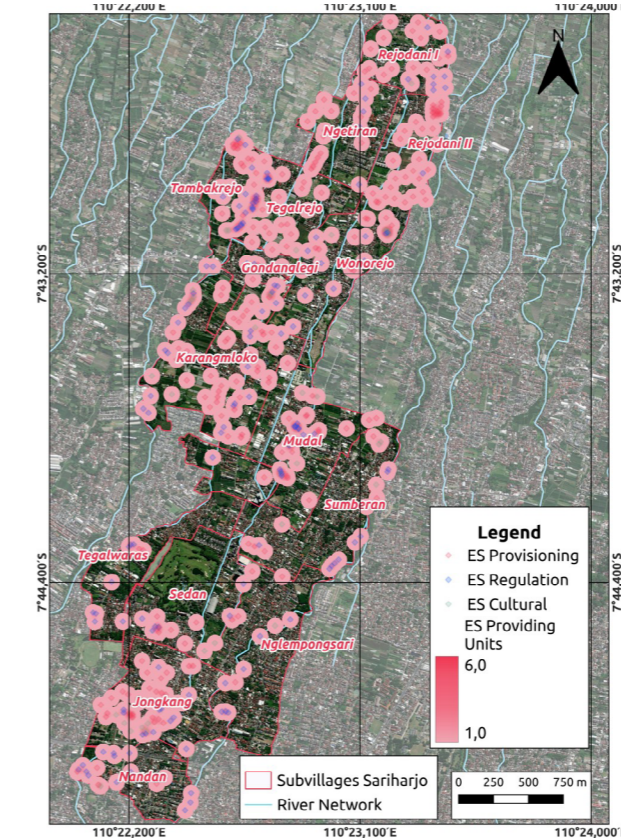 110°22,200 E 110°23,100 E 110°24,000 E
N
Rejodani I
Ngetiran
Rejodani II
Tambakrejo
Tegalrejo
Gondanglegi
Wonorejo
7°43,200'S 7°43,200'S
Karangmloko
Mudal
Sumberan
Legend
Tegalwaras
ES Provisioning
7°44,400'S 7°44,400'S
ES Regulation
Sedan
ES Cultural
ES Providing
Units
Nglempongsari
6,0
Jongkang
1,0
Nandan
Subvillages Sariharjo
River Network
0 250 500 750 m
110°22,200 E 110°23,100 E 110°24,000 E